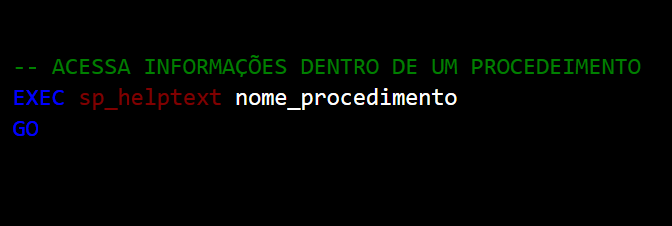 -- ACESSA INFORMAÇÕES DENTRO DE UM PROCEDEIMENTO
EXEC sp_helptext nome_procedimento
GO